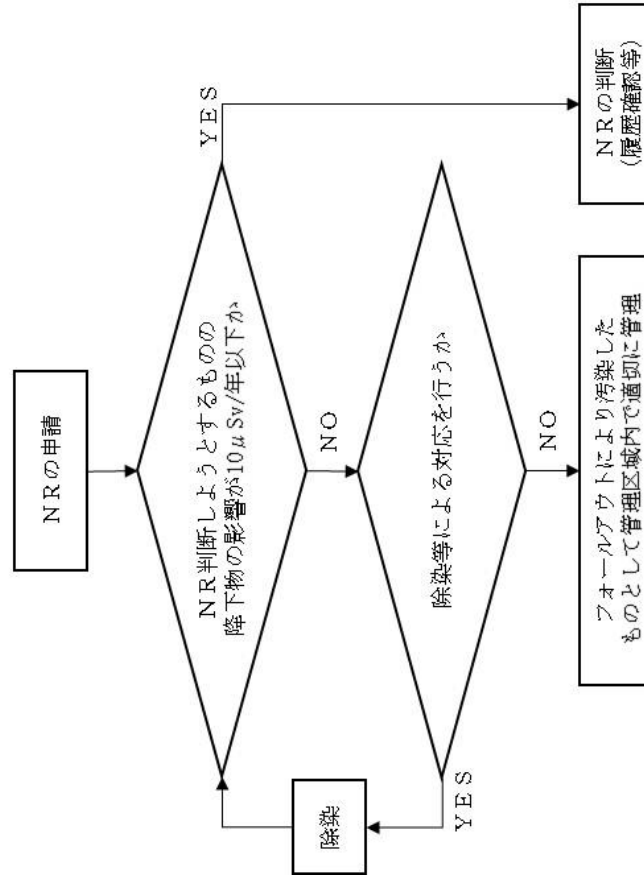 NRの申請
NR判断しようとするものの
降下物の影響が10μSv/年以下か
YES
NO
除染等による対応を行うか
除染
YES
NO
フォールアウトにより汚染した
ものとして管理区域内で適切に管理
NRの判断
(履歴確認等)